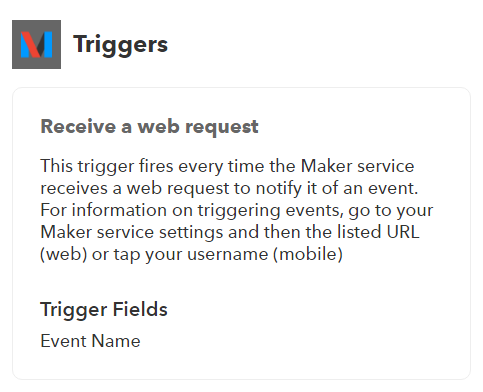 Triggers
Receive a web request
This trigger fires every time the Maker service
receives a web request to notify it of an event.
For information on triggering events, go to your
Maker service settings and then the listed URL
(web) or tap your username (mobile)
Trigger Fields
Event Name